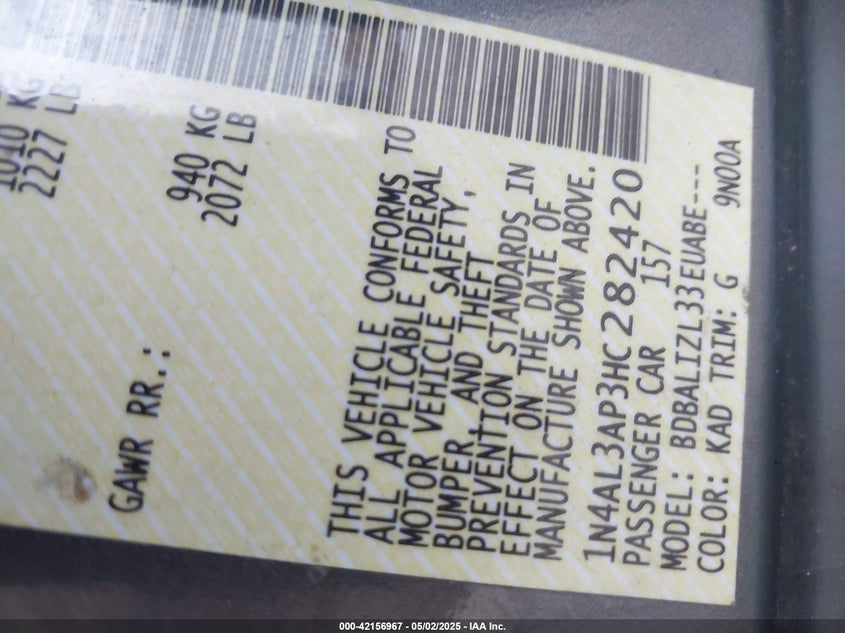 1010 KG
2227 LB
GAWR RR.: 940 KG
2072 LB
THIS VEHICLE CONFORMS TO
ALL APPLICABLE FEDERAL
MOTOR VEHICLE SAFETY,
BUMPER, AND THEFT
PREVENTION STANDARDS IN
EFFECT ON THE DATE OF
MANUFACTURE SHOWN ABOVE.
1N4AL3AP3HC282420
PASSENGER CAR 157
MODEL: BDBALIZL33EUABE---
COLOR: KAD TRIM: G 9N00A
000-42156967 - 05/02/2025 - IAA Inc.